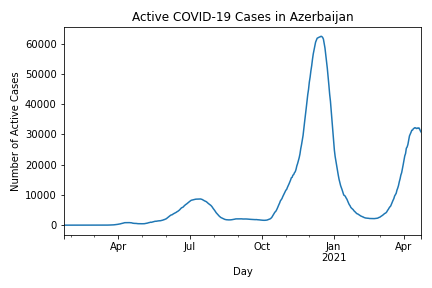 Active COVID-19 Cases in Azerbaijan
60000
50000
40000
30000
20000
10000
0
Number of Active Cases
Apr
Jul
Oct
Jan
2021
Apr
Day